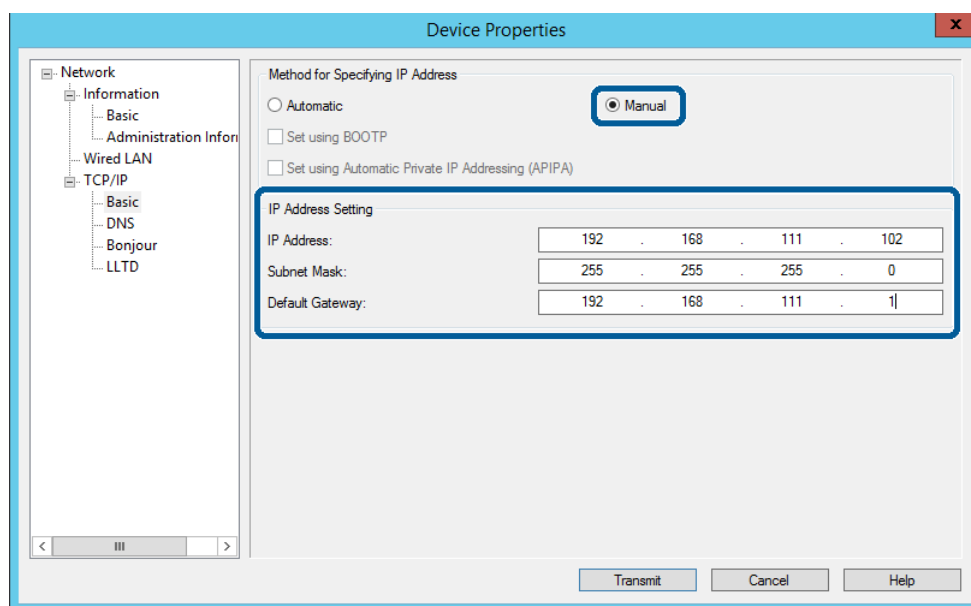 Device Properties
x
Network
Information
Basic
Administration Infor
Wired LAN
TCP/IP
Basic
DNS
Bonjour
LLTD
Method for Specifying IP Address
Automatic
Manual
Set using BOOTP
Set using Automatic Private IP Addressing (APIPA)
IP Address Setting
IP Address: 192 . 168 . 111 . 102
Subnet Mask: 255 . 255 . 255 . 0
Default Gateway: 192 . 168 . 111 . 1
Transmit Cancel Help